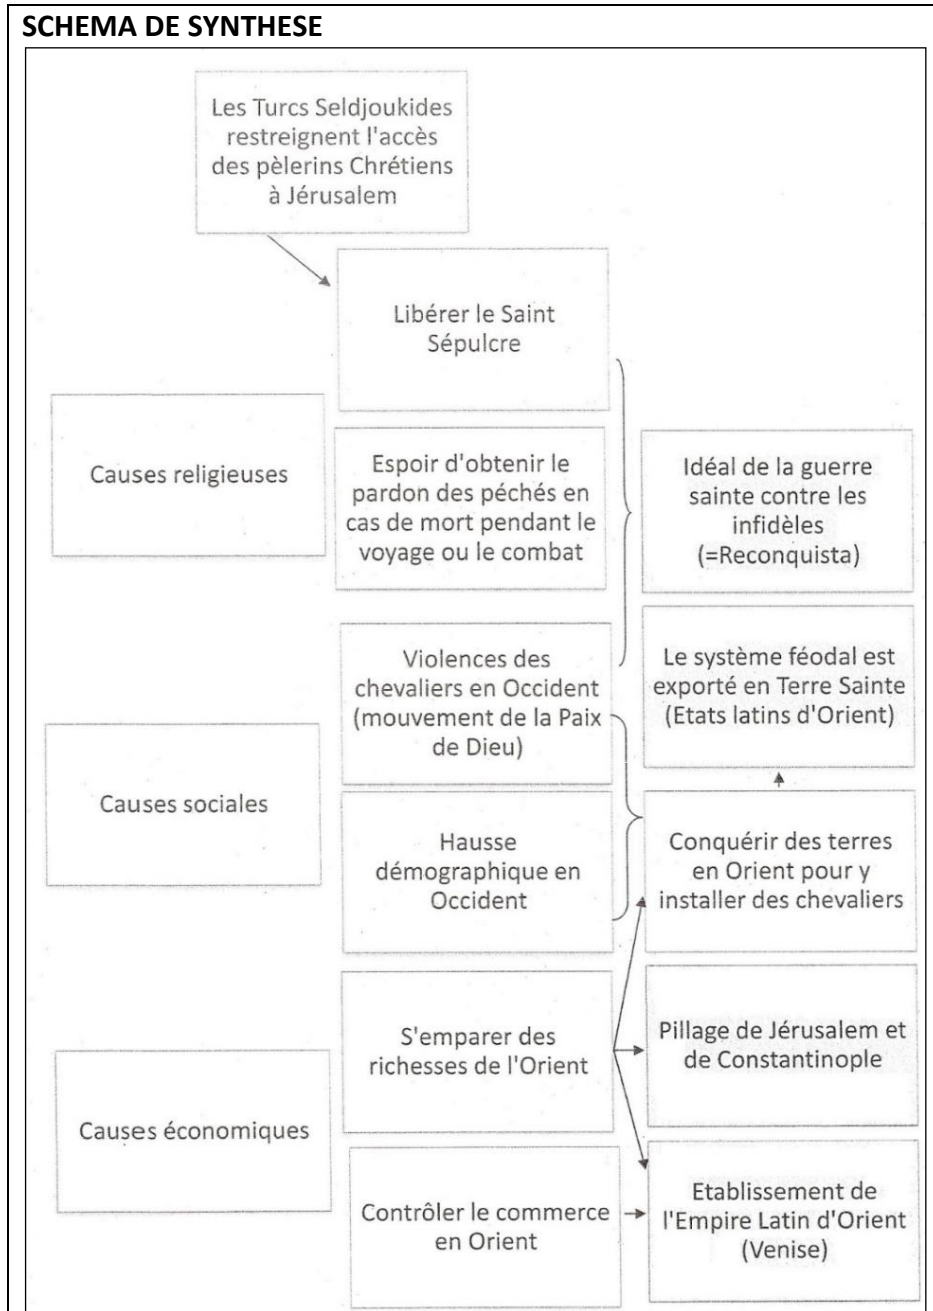 SCHEMA DE SYNTHESE
Les Turcs Seldjoukides
restreignent l'accès
des pèlerins Chrétiens
à Jérusalem
Libérer le Saint
Sépulcre
Causes religieuses
Espoir d'obtenir le
pardon des péchés en
cas de mort pendant le
voyage ou le combat
Idéal de la guerre
sainte contre les
infidèles
(=Reconquista)
Violences des
chevaliers en Occident
(mouvement de la Paix
de Dieu)
Le système féodal est
exporté en Terre Sainte
(Etats latins d'Orient)
Causes sociales
Hausse
démographique en
Occident
Conquérir des terres
en Orient pour y
installer des chevaliers
S'emparer des
richesses de l'Orient
Pillage de Jérusalem et
de Constantinople
Causes économiques
Contrôler le commerce
en Orient
Etablissement de
l'Empire Latin d'Orient
(Venise)